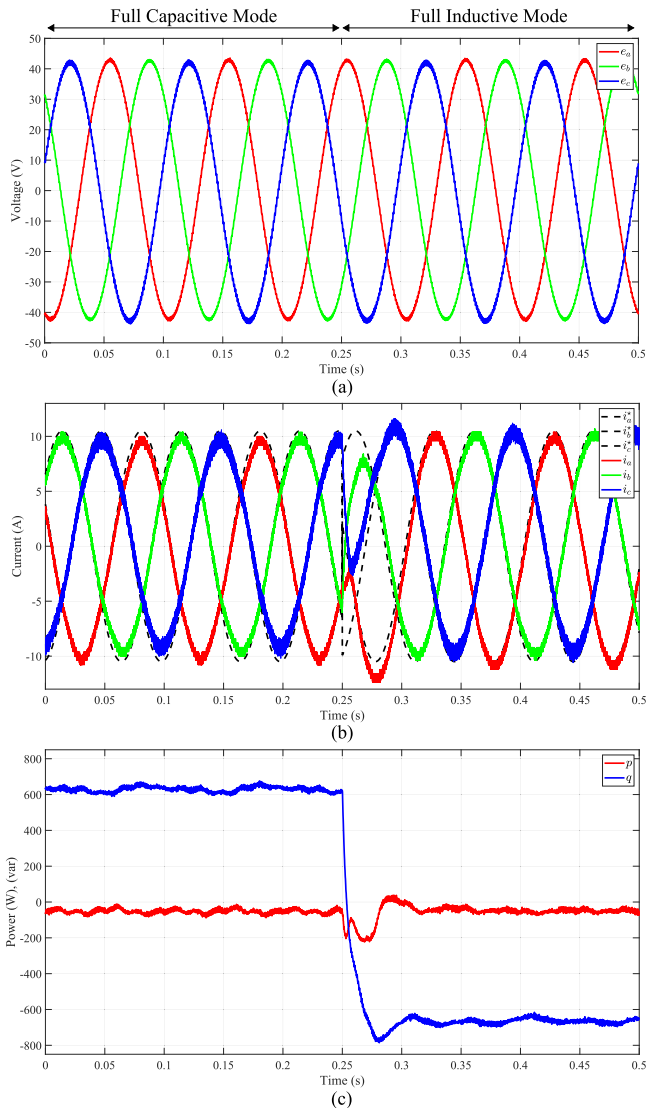 Full Capacitive Mode Full Inductive Mode
50
40
30
20
10
0
-10
-20
-30
-40
-50
Voltage (V)
e_a
e_b
e_c
0 0.05 0.1 0.15 0.2 0.25 0.3 0.35 0.4 0.45 0.5
Time (s)
(a)
10
5
0
-5
-10
Current (A)
i_a^*
i_b^*
i_c^*
i_a
i_b
i_c
0 0.05 0.1 0.15 0.2 0.25 0.3 0.35 0.4 0.45 0.5
Time (s)
(b)
800
600
400
200
0
-200
-400
-600
-800
Power (W), (var)
p
q
0 0.05 0.1 0.15 0.2 0.25 0.3 0.35 0.4 0.45 0.5
Time (s)
(c)